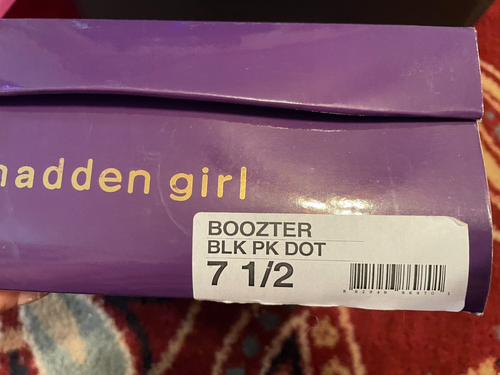 madden girl
BOOZTER
BLK PK DOT
7 1/2